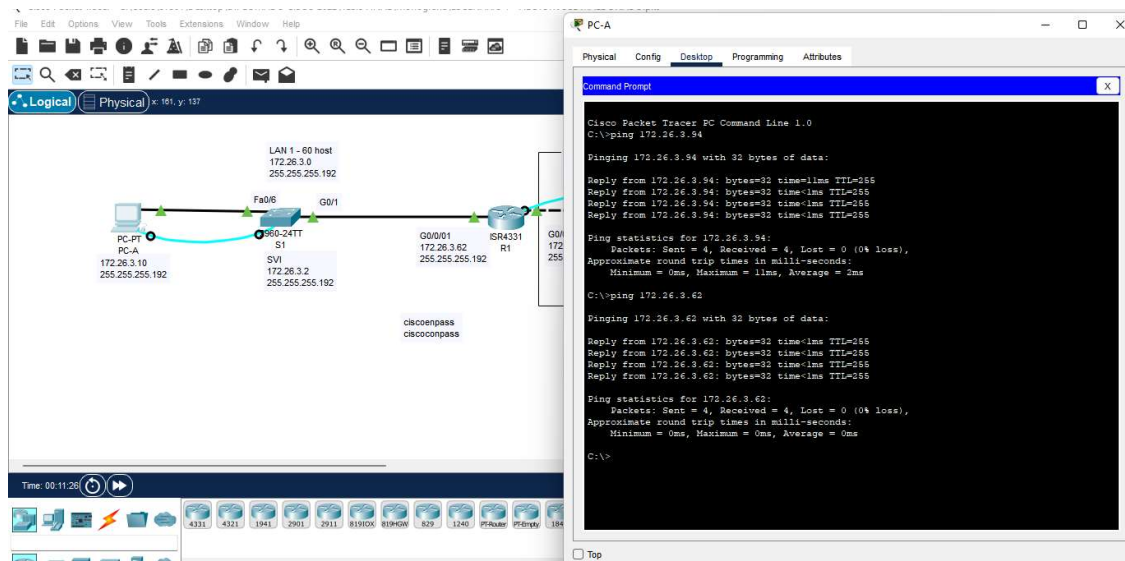 File Edit Options View Tools Extensions Window Help
Logical Physical x: 161, y: 137
LAN 1 - 60 host
172.26.3.0
255.255.255.192
Fa0/6 G0/1
PC-PT
PC-A
172.26.3.10
255.255.255.192
2960-24TT
S1
SVI
172.26.3.2
255.255.255.192
G0/0/01
172.26.3.62
255.255.255.192
ISR4331
R1
G0/
172
255
ciscoenpass
ciscoconpass
Time: 00:11:26
4331 4321 1941 2901 2911 819IOX 819HGW 829 1240 PT-Router PT-Empty 184
PC-A
Physical Config Desktop Programming Attributes
Command Prompt X
Cisco Packet Tracer PC Command Line 1.0
C:\>ping 172.26.3.94
Pinging 172.26.3.94 with 32 bytes of data:
Reply from 172.26.3.94: bytes=32 time=11ms TTL=255
Reply from 172.26.3.94: bytes=32 time<1ms TTL=255
Reply from 172.26.3.94: bytes=32 time<1ms TTL=255
Reply from 172.26.3.94: bytes=32 time<1ms TTL=255
Ping statistics for 172.26.3.94:
Packets: Sent = 4, Received = 4, Lost = 0 (0% loss),
Approximate round trip times in milli-seconds:
Minimum = 0ms, Maximum = 11ms, Average = 2ms
C:\>ping 172.26.3.62
Pinging 172.26.3.62 with 32 bytes of data:
Reply from 172.26.3.62: bytes=32 time<1ms TTL=255
Reply from 172.26.3.62: bytes=32 time<1ms TTL=255
Reply from 172.26.3.62: bytes=32 time<1ms TTL=255
Reply from 172.26.3.62: bytes=32 time<1ms TTL=255
Ping statistics for 172.26.3.62:
Packets: Sent = 4, Received = 4, Lost = 0 (0% loss),
Approximate round trip times in milli-seconds:
Minimum = 0ms, Maximum = 0ms, Average = 0ms
C:\>
Top